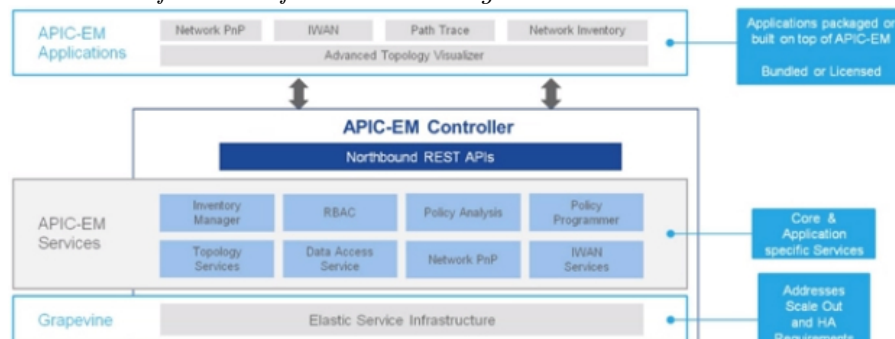 APIC-EM
Applications
Network PnP
IWAN
Path Trace
Network Inventory
Advanced Topology Visualizer
Applications packaged or
built on top of APIC-EM
Bundled or Licensed
APIC-EM Controller
Northbound REST APIs
APIC-EM
Services
Inventory
Manager
RBAC
Policy Analysis
Policy
Programmer
Topology
Services
Data Access
Service
Network PnP
IWAN
Services
Core &
Application
specific Services
Grapevine
Elastic Service Infrastructure
Addresses
Scale Out
and HA
Requirements